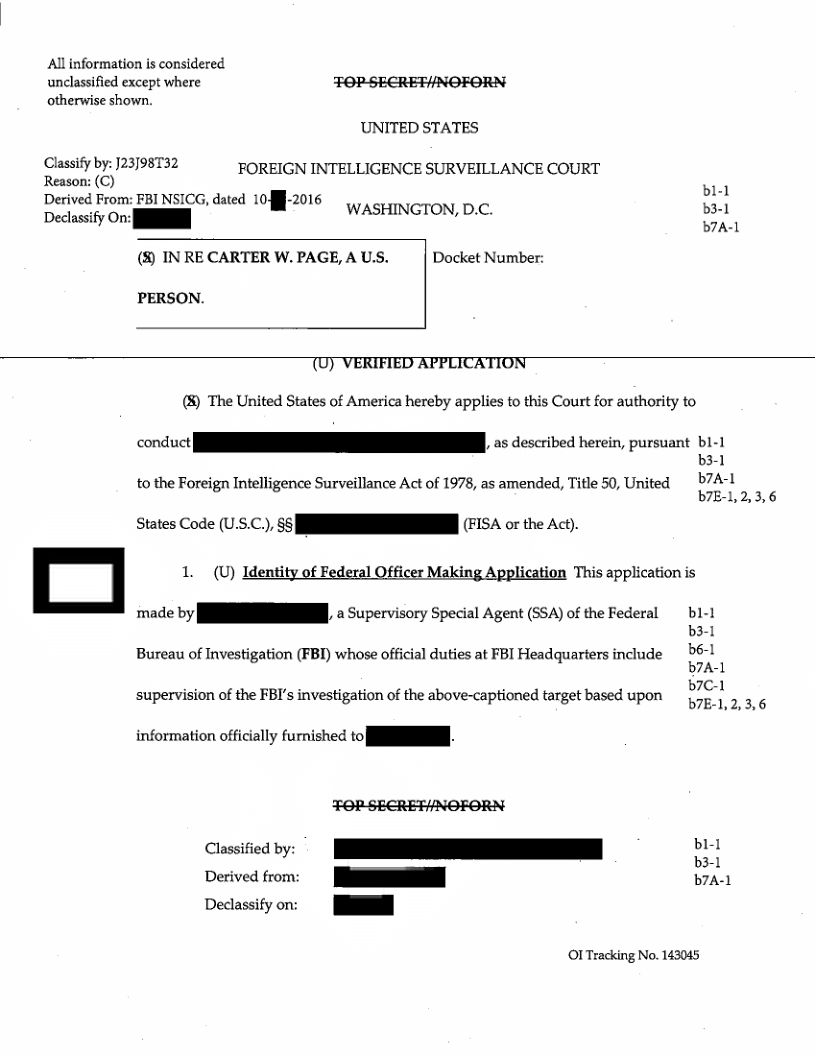 All information is considered
unclassified except where
otherwise shown.
TOP SECRET//NOFORN
UNITED STATES
Classify by: J23J98T32
Reason: (C)
Derived From: FBI NSICG, dated 10- -2016
Declassify On:
FOREIGN INTELLIGENCE SURVEILLANCE COURT
WASHINGTON, D.C.
b1-1
b3-1
b7A-1
(S) IN RE CARTER W. PAGE, A U.S.
PERSON.
Docket Number:
(U) VERIFIED APPLICATION
(S) The United States of America hereby applies to this Court for authority to
conduct , as described herein, pursuant
to the Foreign Intelligence Surveillance Act of 1978, as amended, Title 50, United
States Code (U.S.C.), §§ (FISA or the Act).
b1-1
b3-1
b7A-1
b7E-1, 2, 3, 6
1. (U) Identity of Federal Officer Making Application This application is
made by , a Supervisory Special Agent (SSA) of the Federal
Bureau of Investigation (FBI) whose official duties at FBI Headquarters include
supervision of the FBI's investigation of the above-captioned target based upon
information officially furnished to .
b1-1
b3-1
b6-1
b7A-1
b7C-1
b7E-1, 2, 3, 6
TOP SECRET//NOFORN
Classified by:
Derived from:
Declassify on:
b1-1
b3-1
b7A-1
OI Tracking No. 143045